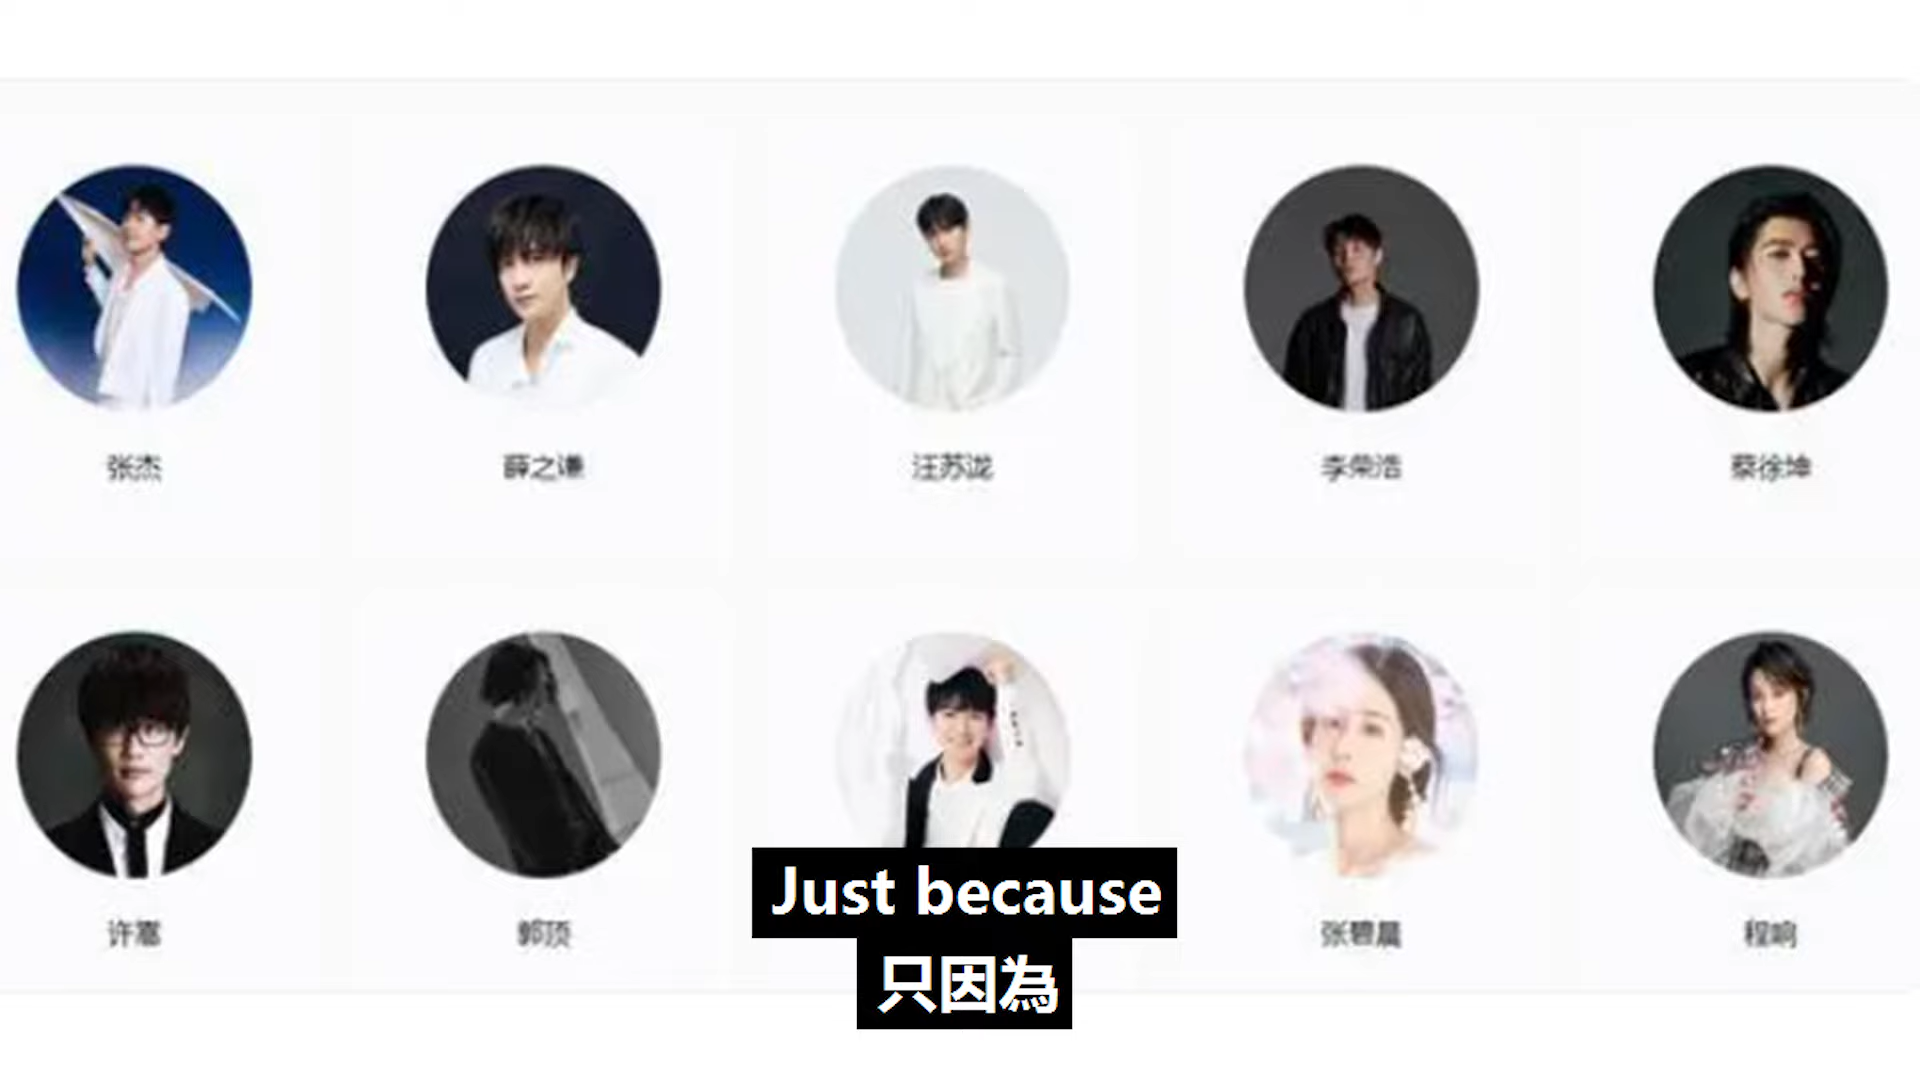 张杰
薛之谦
汪苏泷
李荣浩
蔡徐坤
许嵩
郭顶
张碧晨
程响
Just because
只因為